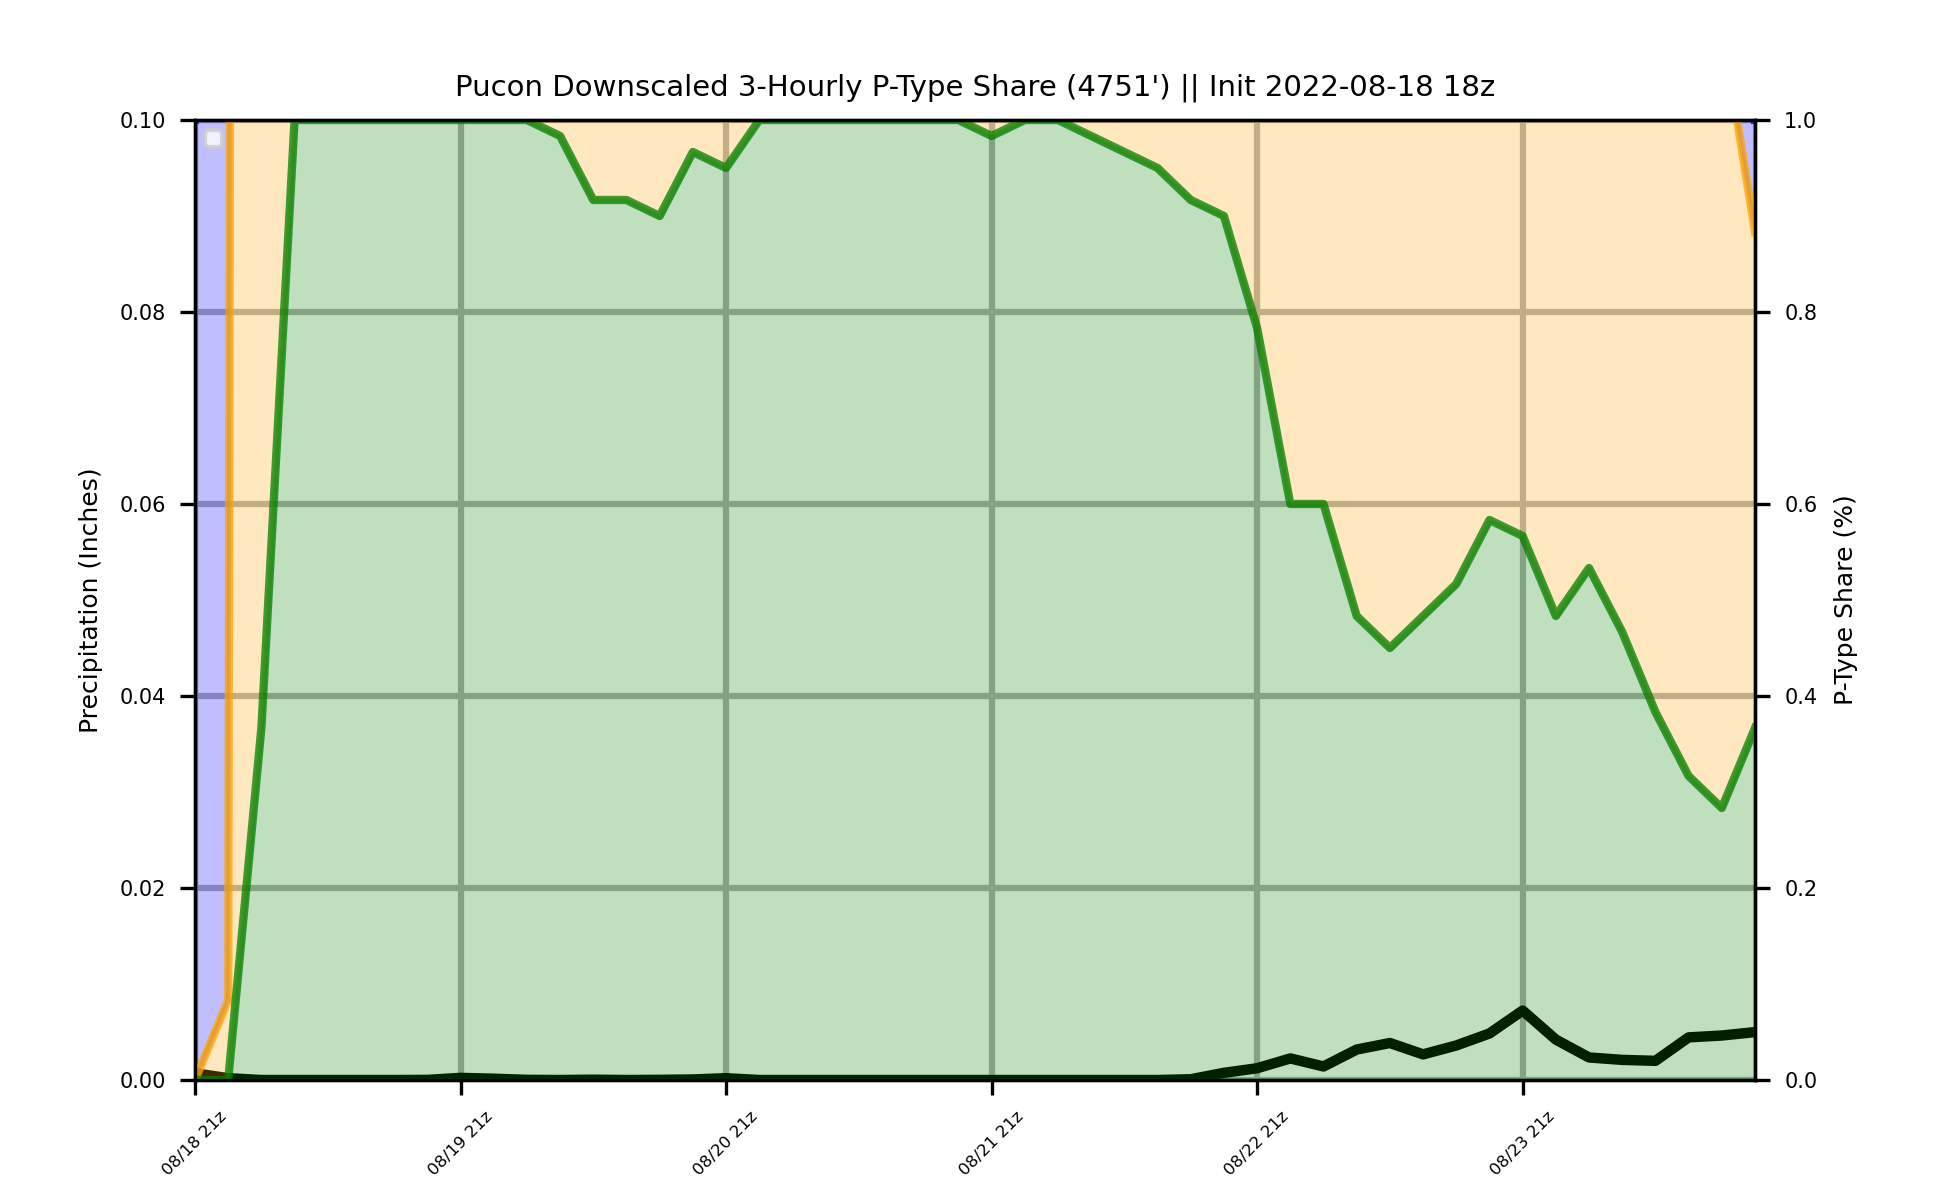 Pucon Downscaled 3-Hourly P-Type Share (4751') || Init 2022-08-18 18z
0.10
0.08
0.06
0.04
0.02
0.00
Precipitation (Inches)
1.0
0.8
0.6
0.4
0.2
0.0
P-Type Share (%)
08/18 21z
08/19 21z
08/20 21z
08/21 21z
08/22 21z
08/23 21z